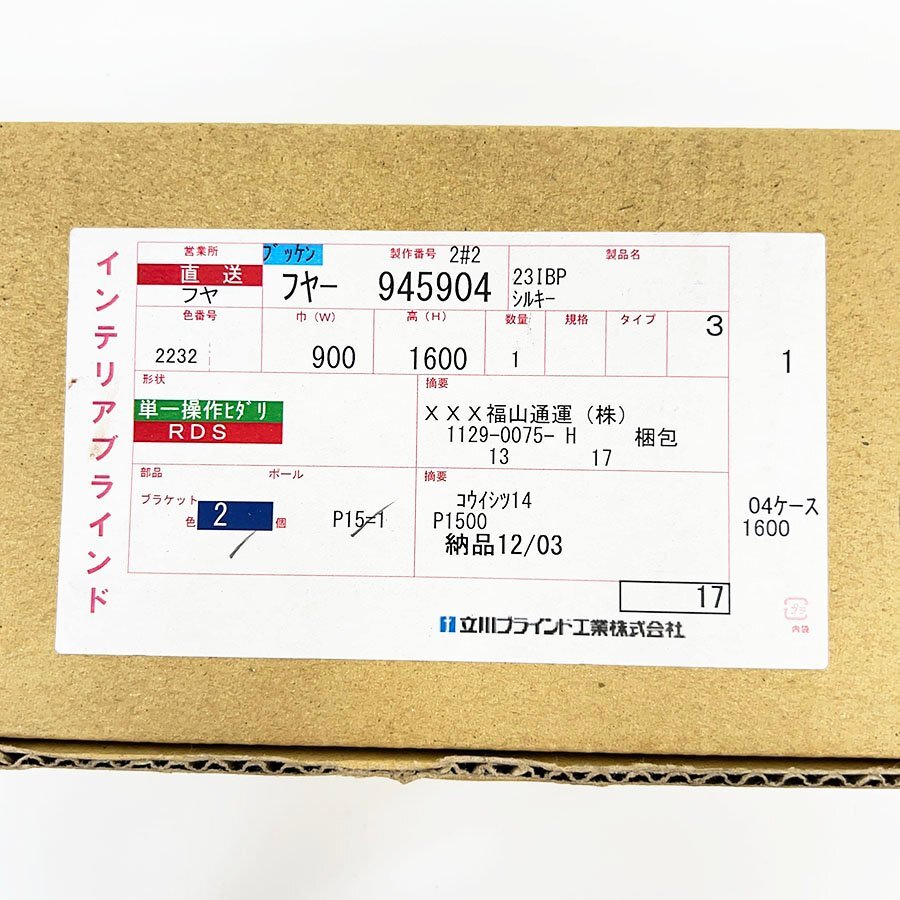 インテリアブラインド
営業所
直送
フヤ
ブッケン
フヤー
製作番号 2#2
945904
製品名
23IBP
シルキー
色番号
2232
巾(W)
900
高(H)
1600
数量
1
規格
タイプ
3
1
形状
単一操作ヒダリ
RDS
摘要
XXX福山通運(株)
1129-0075- H 梱包
13 17
部品 ポール
ブラケット
色 2 個
P15=1
摘要
コウイシツ14
P1500
納品12/03
04ケース
1600
17
立川ブラインド工業株式会社
内袋